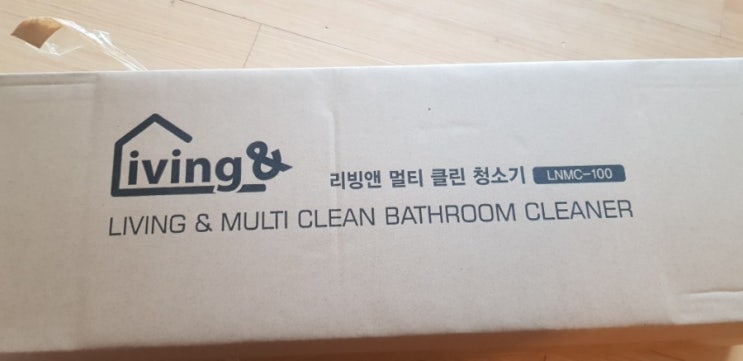 Living&
리빙앤 멀티 클린 청소기 LNMC-100
LIVING & MULTI CLEAN BATHROOM CLEANER